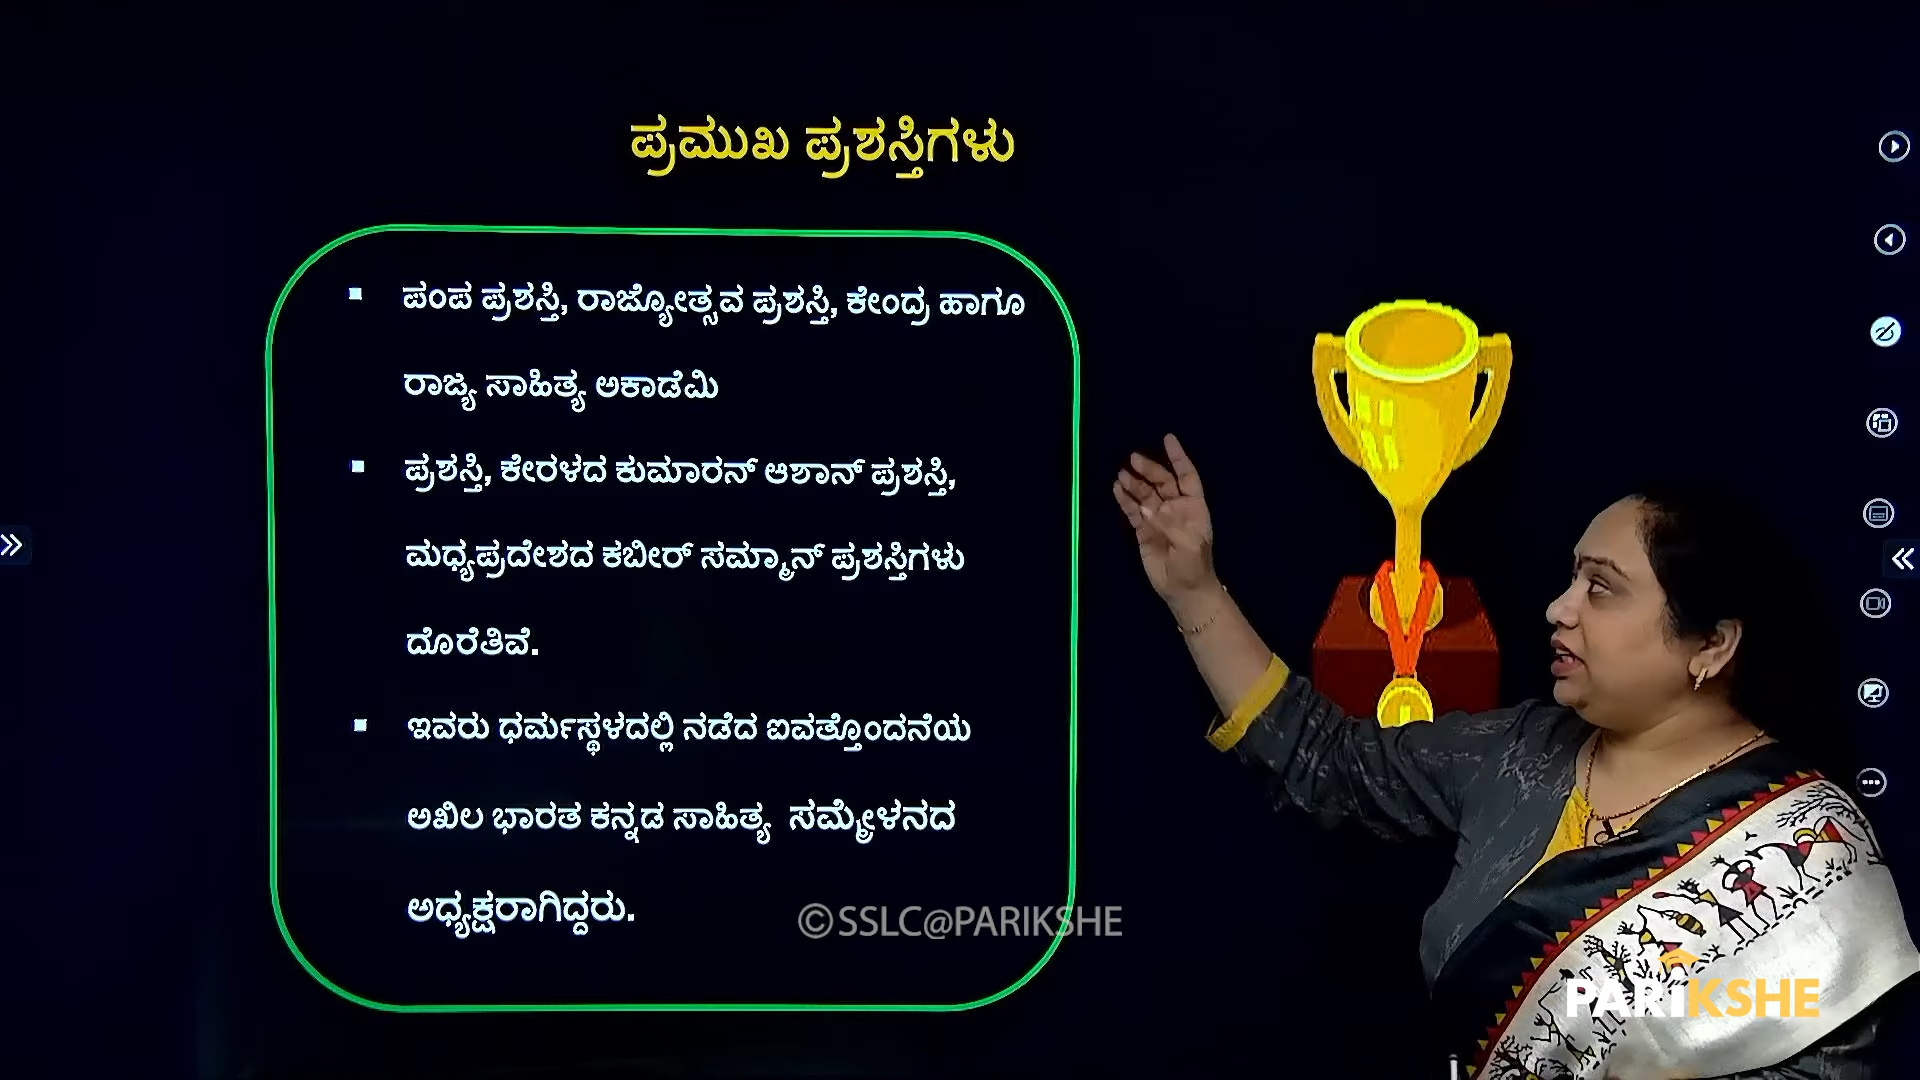 ಪ್ರಮುಖ ಪ್ರಶಸ್ತಿಗಳು
▪ ಪಂಪ ಪ್ರಶಸ್ತಿ, ರಾಜ್ಯೋತ್ಸವ ಪ್ರಶಸ್ತಿ, ಕೇಂದ್ರ ಹಾಗೂ
ರಾಜ್ಯ ಸಾಹಿತ್ಯ ಅಕಾಡೆಮಿ
▪ ಪ್ರಶಸ್ತಿ, ಕೇರಳದ ಕುಮಾರನ್ ಆಶಾನ್ ಪ್ರಶಸ್ತಿ,
ಮಧ್ಯಪ್ರದೇಶದ ಕಬೀರ್ ಸಮ್ಮಾನ್ ಪ್ರಶಸ್ತಿಗಳು
ದೊರೆತಿವೆ.
▪ ಇವರು ಧರ್ಮಸ್ಥಳದಲ್ಲಿ ನಡೆದ ಐವತ್ತೊಂದನೆಯ
ಅಖಿಲ ಭಾರತ ಕನ್ನಡ ಸಾಹಿತ್ಯ ಸಮ್ಮೇಳನದ
ಅಧ್ಯಕ್ಷರಾಗಿದ್ದರು.
©SSLC@PARIKSHE
PARIKSHE